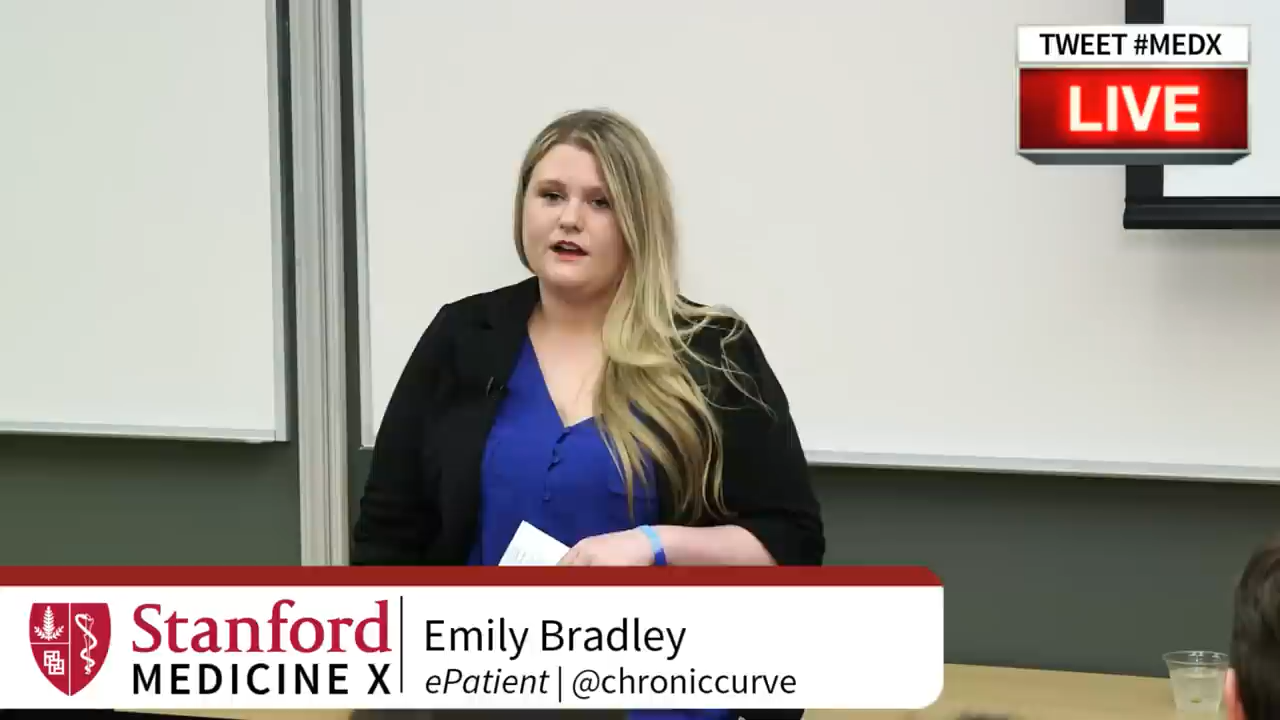 TWEET #MEDX
LIVE
Stanford
MEDICINE X
Emily Bradley
ePatient | @chroniccurve